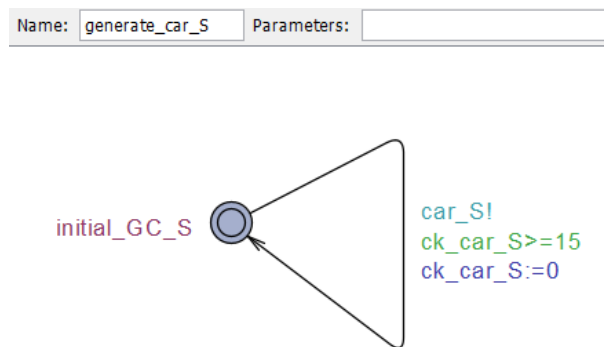 Name: generate_car_S Parameters:
initial_GC_S
car_S!
ck_car_S>=15
ck_car_S:=0